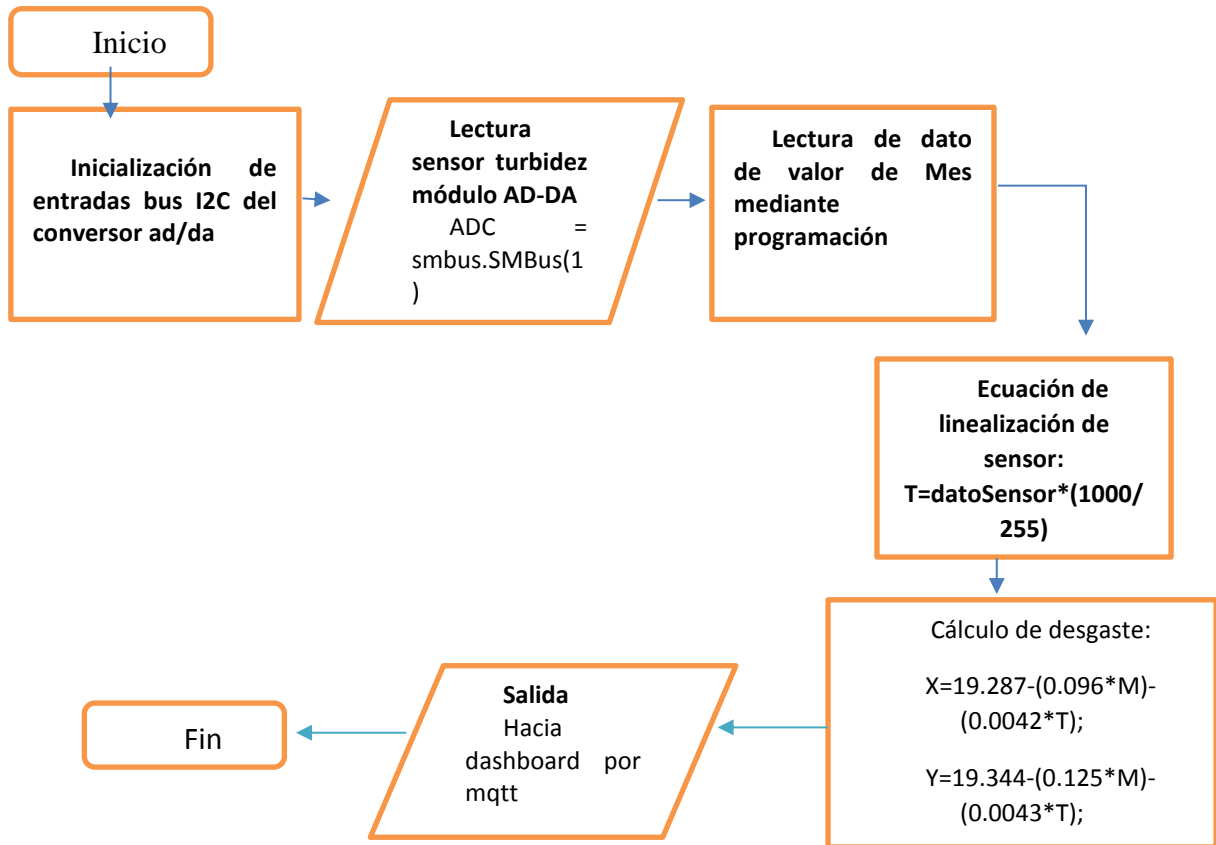 Inicio
Inicialización de
entradas bus I2C del
conversor ad/da
Lectura
sensor turbidez
módulo AD-DA
ADC =
smbus.SMBus(1
)
Lectura de dato
de valor de Mes
mediante
programación
Ecuación de
linealización de
sensor:
T=datoSensor*(1000/
255)
Cálculo de desgaste:
X=19.287-(0.096*M)-
(0.0042*T);
Y=19.344-(0.125*M)-
(0.0043*T);
Salida
Hacia
dashboard por
mqtt
Fin